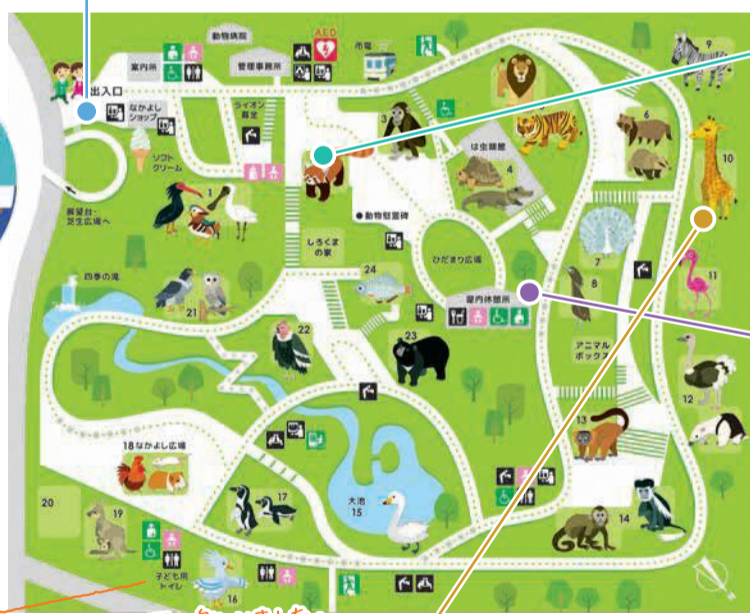 動物病院
AED
市電
案内所
管理事務所
9
出入口
なかよし
ショップ
ライオン
募金
3
6
は虫類館
4
10
ソフト
クリーム
展望台・
芝生広場へ
1
●動物慰霊碑
しろくま
の家
ひだまり広場
7
四季の滝
24
8
11
21
屋内休憩所
22
23
アニマル
ボックス
12
13
18なかよし広場
20
19
17
大池
15
14
子ども用
トイレ
16